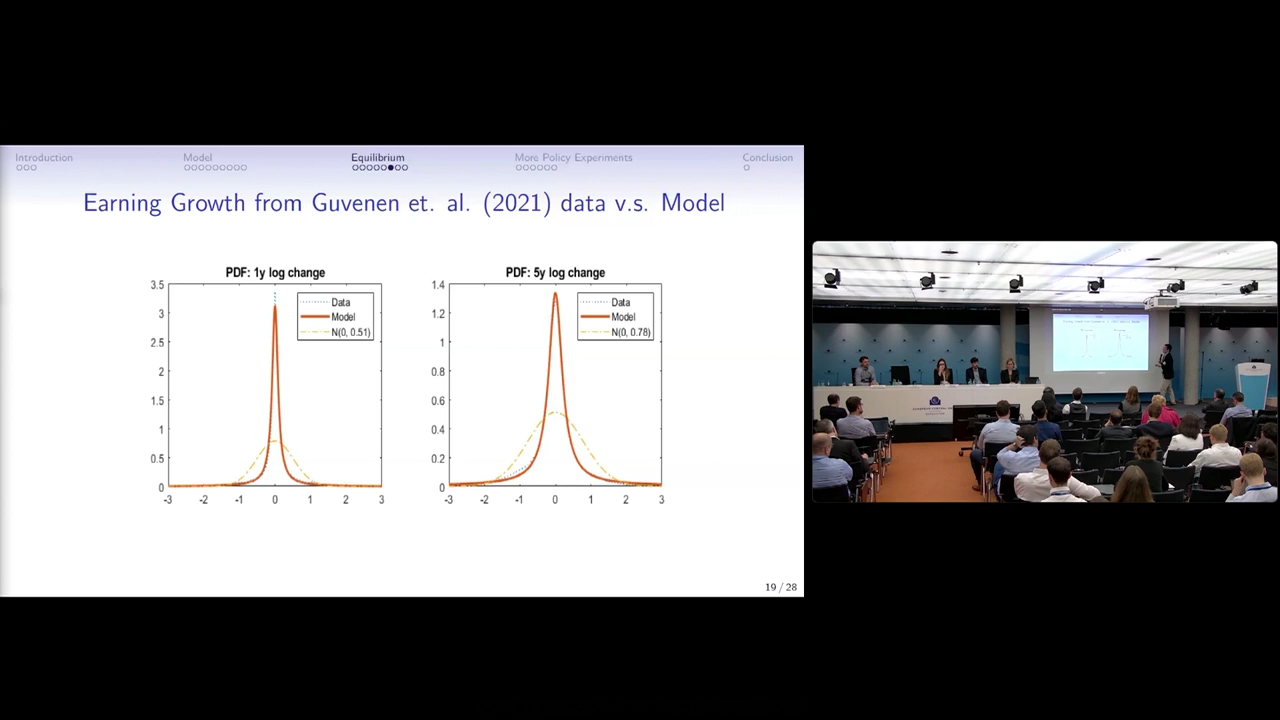 Introduction
Model
Equilibrium
More Policy Experiments
Conclusion
Earning Growth from Guvenen et. al. (2021) data v.s. Model
PDF: 1y log change
3.5
3
2.5
2
1.5
1
0.5
0
-3 -2 -1 0 1 2 3
Data
Model
N(0, 0.51)
PDF: 5y log change
1.4
1.2
1
0.8
0.6
0.4
0.2
0
-3 -2 -1 0 1 2 3
Data
Model
N(0, 0.78)
19 / 28